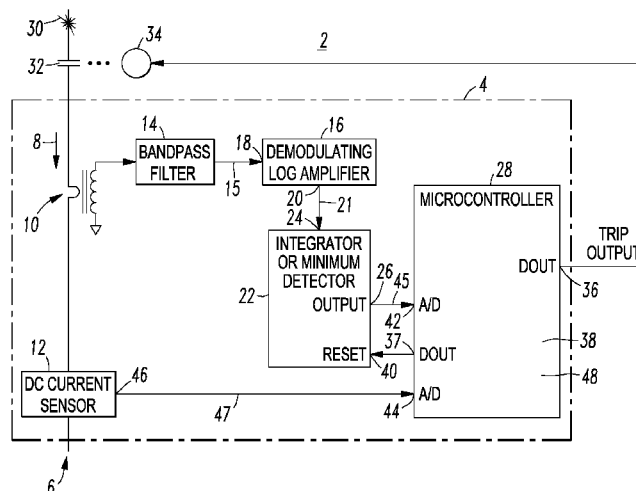 30
34
2
32
4
8
14
BANDPASS
FILTER
15
18
16
DEMODULATING
LOG AMPLIFIER
20
21
10
24
INTEGRATOR
OR MINIMUM
DETECTOR
22
OUTPUT
RESET
26
45
42
37
40
28
MICROCONTROLLER
DOUT
A/D
DOUT
A/D
38
48
44
TRIP
OUTPUT
36
12
DC CURRENT
SENSOR
46
47
6